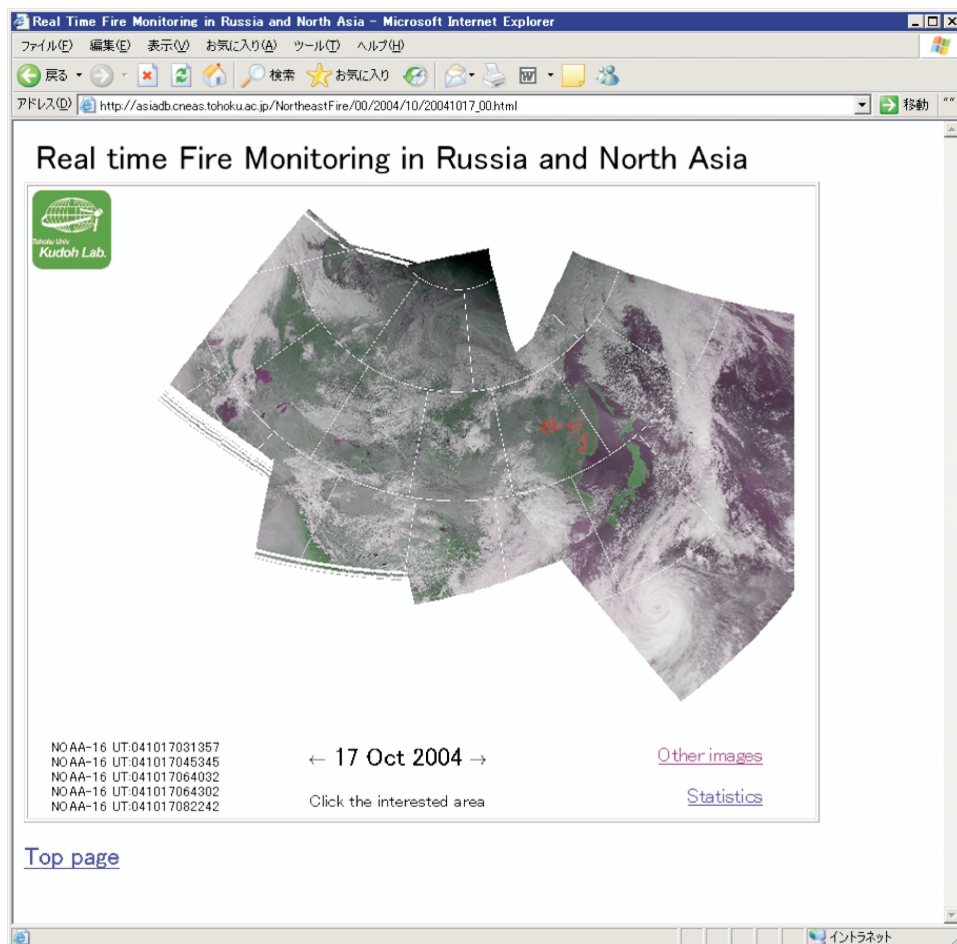 Real Time Fire Monitoring in Russia and North Asia - Microsoft Internet Explorer
ファイル(F) 編集(E) 表示(V) お気に入り(A) ツール(T) ヘルプ(H)
戻る 検索 お気に入り
アドレス(D) http://asiadb.cneas.tohoku.ac.jp/NortheastFire/00/2004/10/20041017_00.html 移動
Real time Fire Monitoring in Russia and North Asia
Tohoku Univ.
Kudoh Lab.
NOAA-16 UT:041017031357
NOAA-16 UT:041017045345
NOAA-16 UT:041017064032
NOAA-16 UT:041017064302
NOAA-16 UT:041017082242
← 17 Oct 2004 →
Click the interested area
Other images
Statistics
Top page
イントラネット